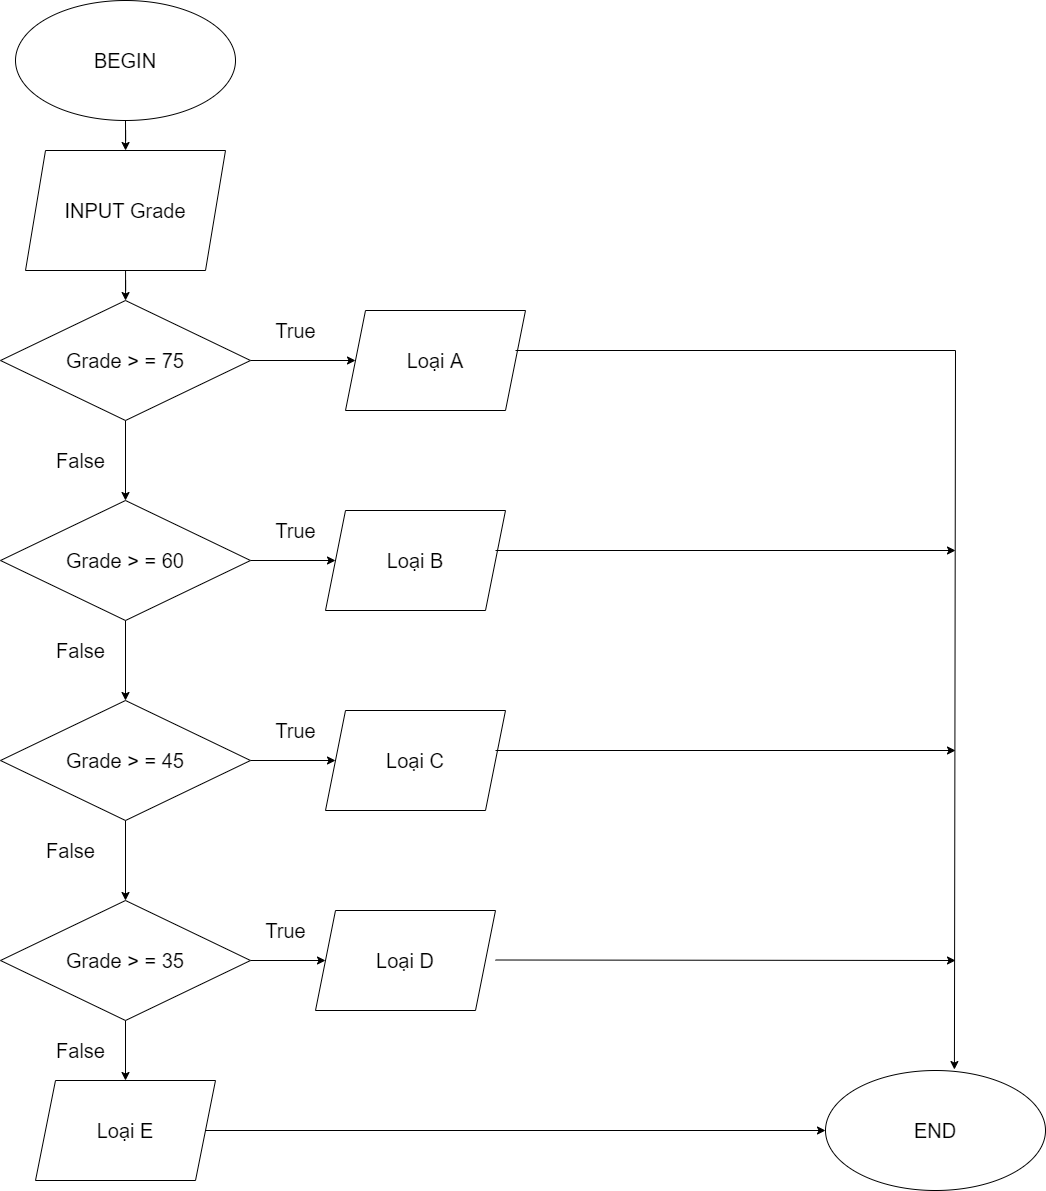 BEGIN
INPUT Grade
True
Grade > = 75
Loại A
False
True
Grade > = 60
Loại B
False
True
Grade > = 45
Loại C
False
True
Grade > = 35
Loại D
False
Loại E
END